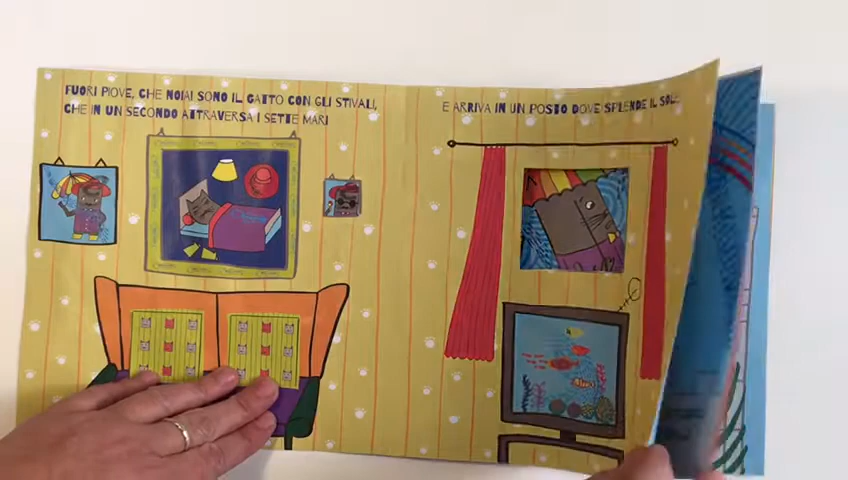 FUORI PIOVE, CHE NOIA! SONO IL GATTO CON GLI STIVALI,
CHE IN UN SECONDO ATTRAVERSA I SETTE MARI
E ARRIVA IN UN POSTO DOVE SPLENDE IL SOLE